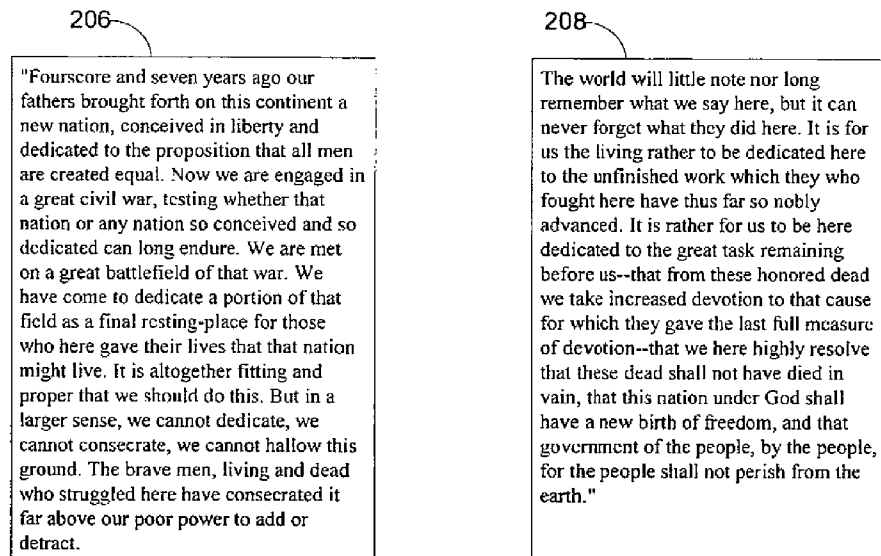 206
"Fourscore and seven years ago our
fathers brought forth on this continent a
new nation, conceived in liberty and
dedicated to the proposition that all men
are created equal. Now we are engaged in
a great civil war, testing whether that
nation or any nation so conceived and so
dedicated can long endure. We are met
on a great battlefield of that war. We
have come to dedicate a portion of that
field as a final resting-place for those
who here gave their lives that that nation
might live. It is altogether fitting and
proper that we should do this. But in a
larger sense, we cannot dedicate, we
cannot consecrate, we cannot hallow this
ground. The brave men, living and dead
who struggled here have consecrated it
far above our poor power to add or
detract.
208
The world will little note nor long
remember what we say here, but it can
never forget what they did here. It is for
us the living rather to be dedicated here
to the unfinished work which they who
fought here have thus far so nobly
advanced. It is rather for us to be here
dedicated to the great task remaining
before us--that from these honored dead
we take increased devotion to that cause
for which they gave the last full measure
of devotion--that we here highly resolve
that these dead shall not have died in
vain, that this nation under God shall
have a new birth of freedom, and that
government of the people, by the people,
for the people shall not perish from the
earth."